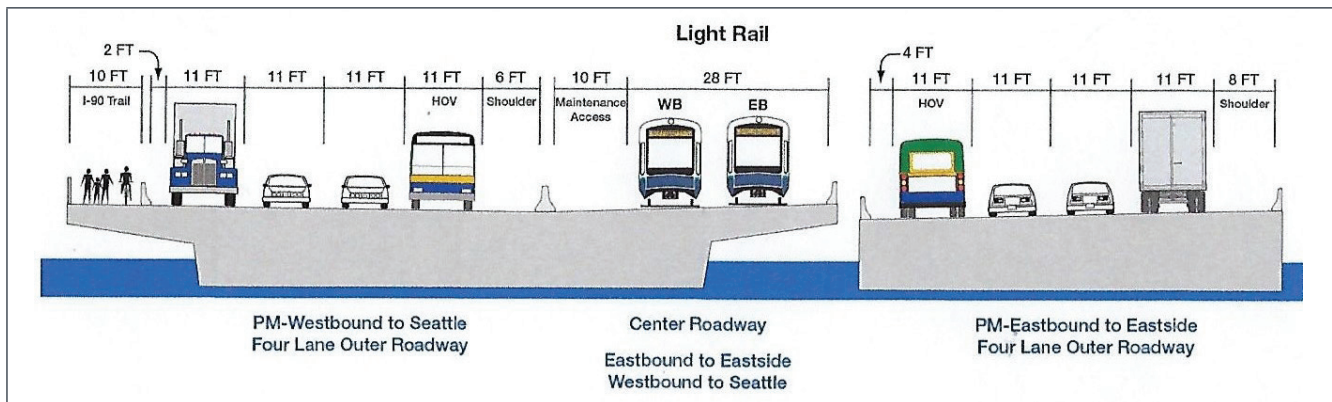 Light Rail
2 FT
4 FT
10 FT
11 FT
11 FT
11 FT
11 FT
6 FT
10 FT
28 FT
11 FT
11 FT
11 FT
11 FT
8 FT
I-90 Trail
HOV
Shoulder
Maintenance
Access
WB
EB
HOV
Shoulder
PM-Westbound to Seattle
Four Lane Outer Roadway
Center Roadway
Eastbound to Eastside
Westbound to Seattle
PM-Eastbound to Eastside
Four Lane Outer Roadway